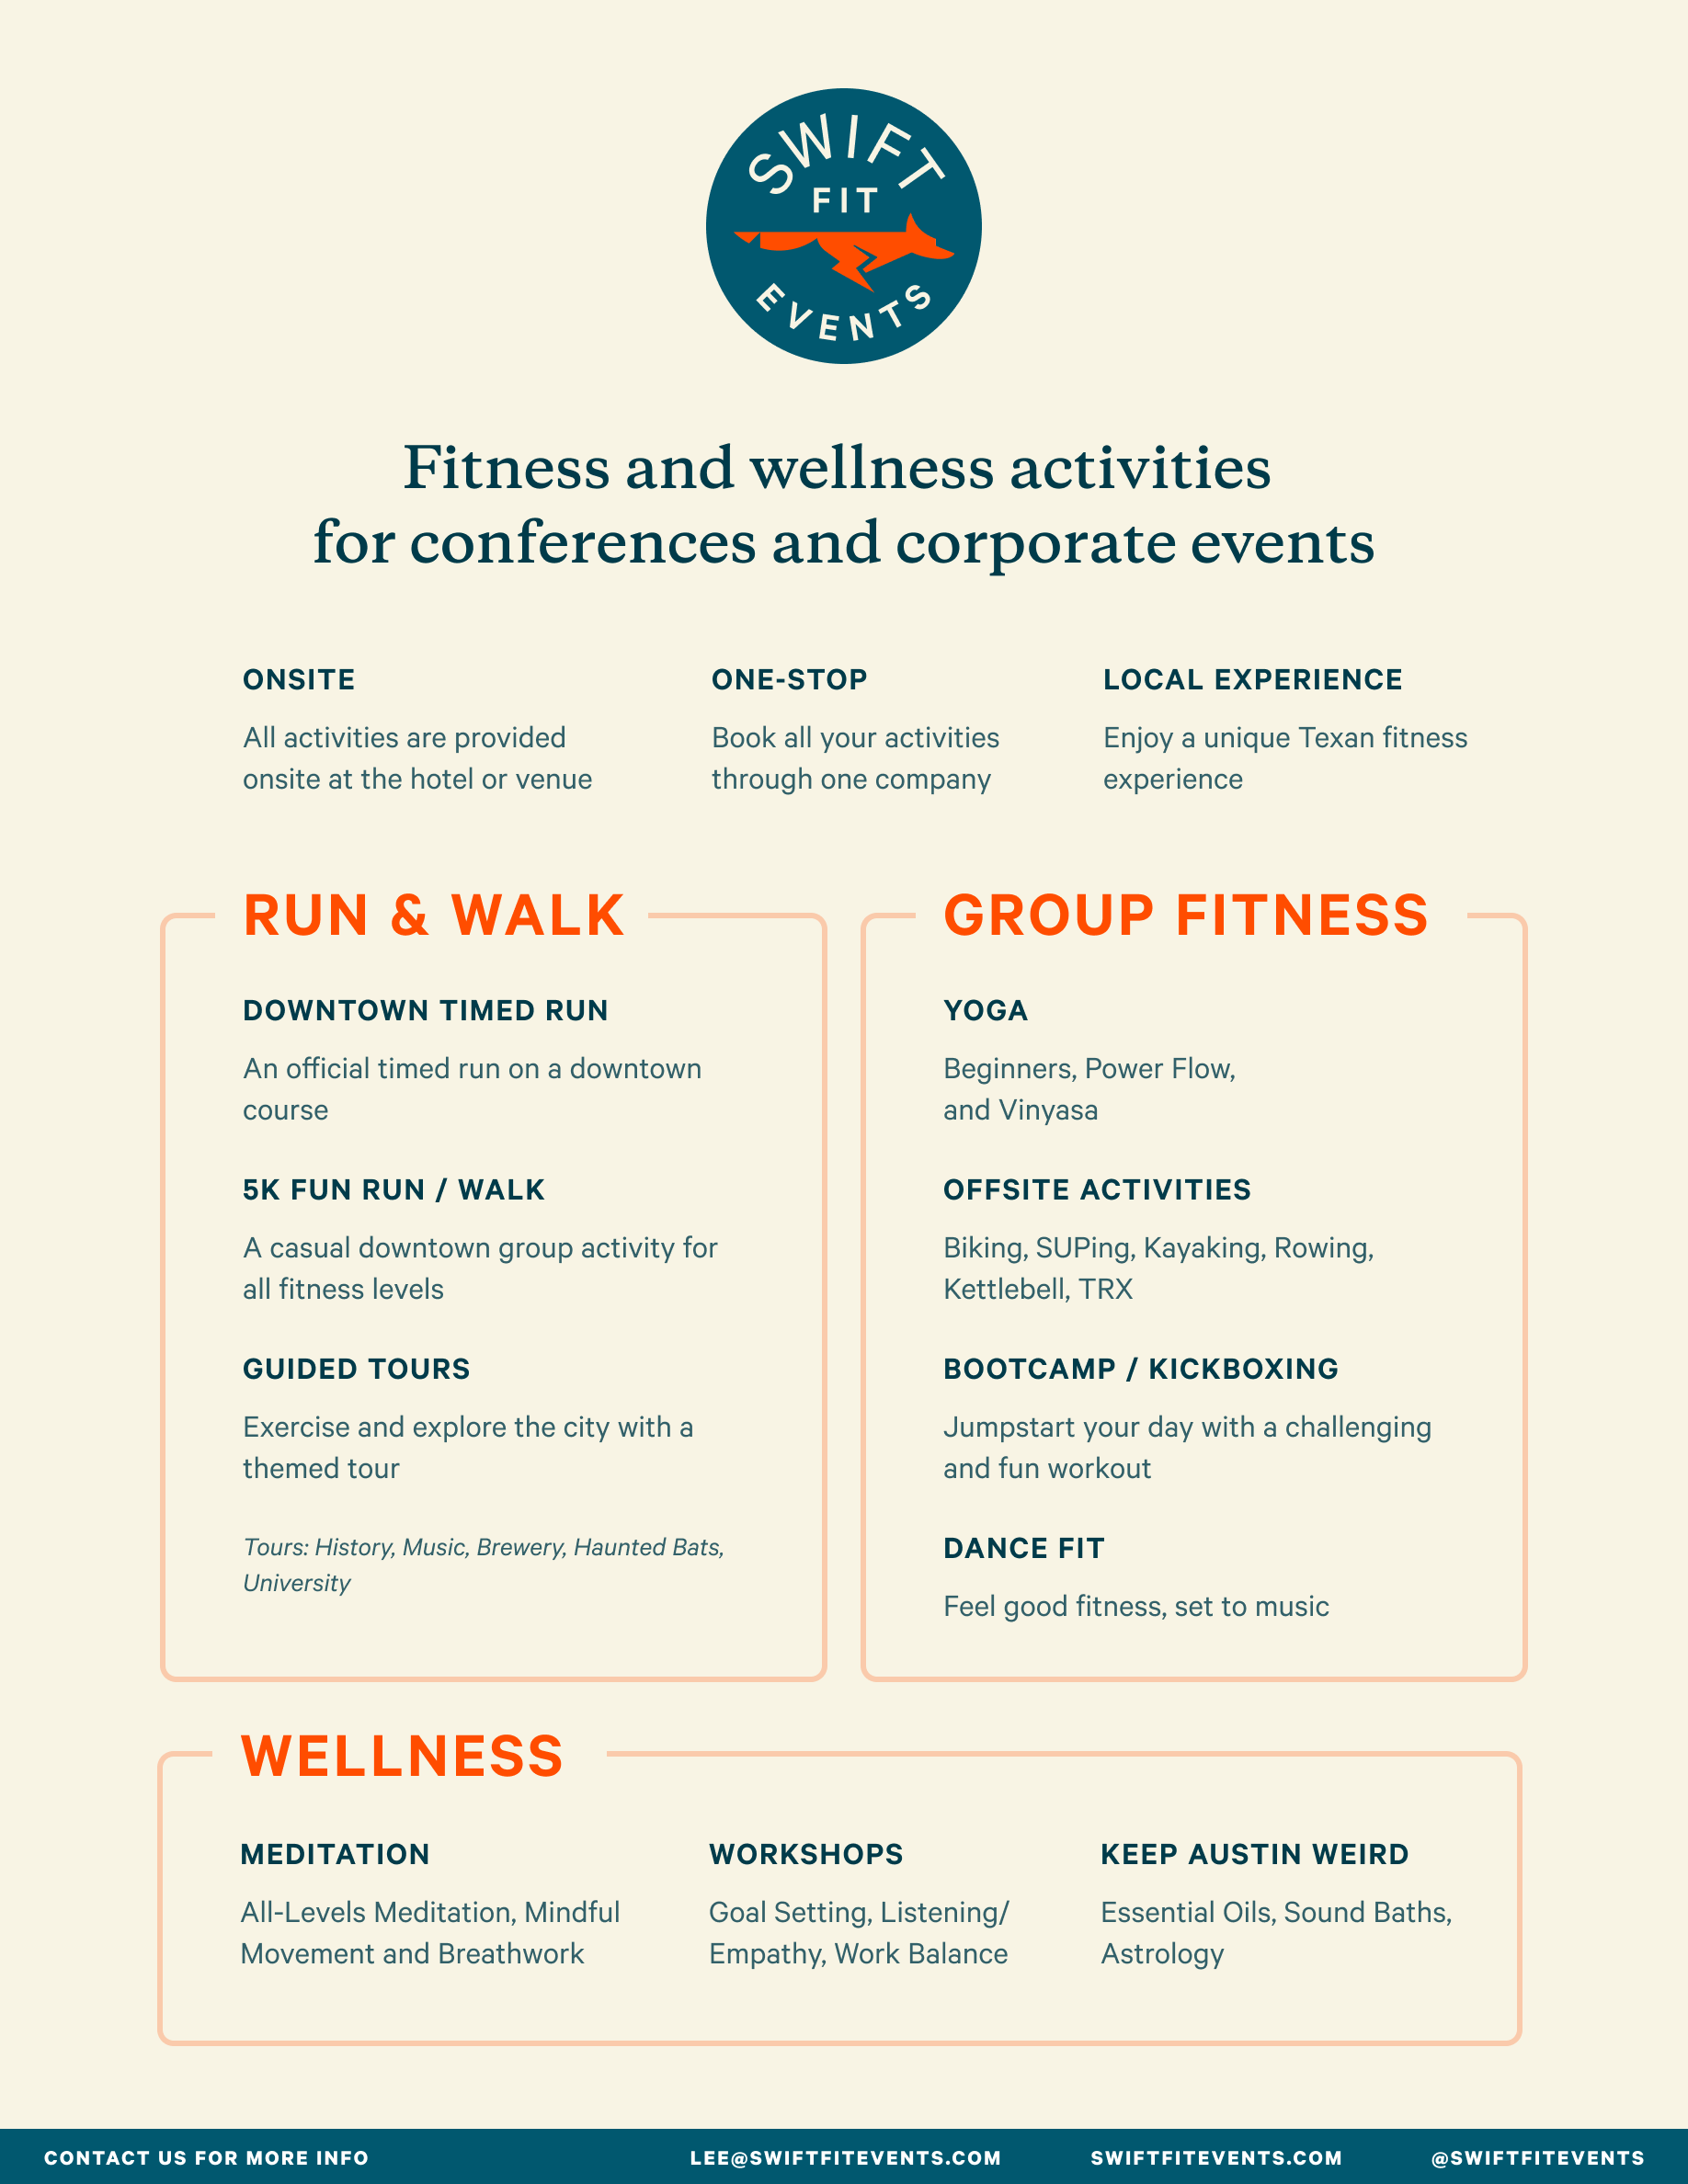 SWIFT
FIT
EVENTS
Fitness and wellness activities
for conferences and corporate events
ONSITE
All activities are provided
onsite at the hotel or venue
ONE-STOP
Book all your activities
through one company
LOCAL EXPERIENCE
Enjoy a unique Texan fitness
experience
RUN & WALK
DOWNTOWN TIMED RUN
An official timed run on a downtown
course
5K FUN RUN / WALK
A casual downtown group activity for
all fitness levels
GUIDED TOURS
Exercise and explore the city with a
themed tour
Tours: History, Music, Brewery, Haunted Bats,
University
GROUP FITNESS
YOGA
Beginners, Power Flow,
and Vinyasa
OFFSITE ACTIVITIES
Biking, SUPing, Kayaking, Rowing,
Kettlebell, TRX
BOOTCAMP / KICKBOXING
Jumpstart your day with a challenging
and fun workout
DANCE FIT
Feel good fitness, set to music
WELLNESS
MEDITATION
All-Levels Meditation, Mindful
Movement and Breathwork
WORKSHOPS
Goal Setting, Listening/
Empathy, Work Balance
KEEP AUSTIN WEIRD
Essential Oils, Sound Baths,
Astrology
CONTACT US FOR MORE INFO
LEE@SWIFTFITEVENTS.COM
SWIFTFITEVENTS.COM
@SWIFTFITEVENTS